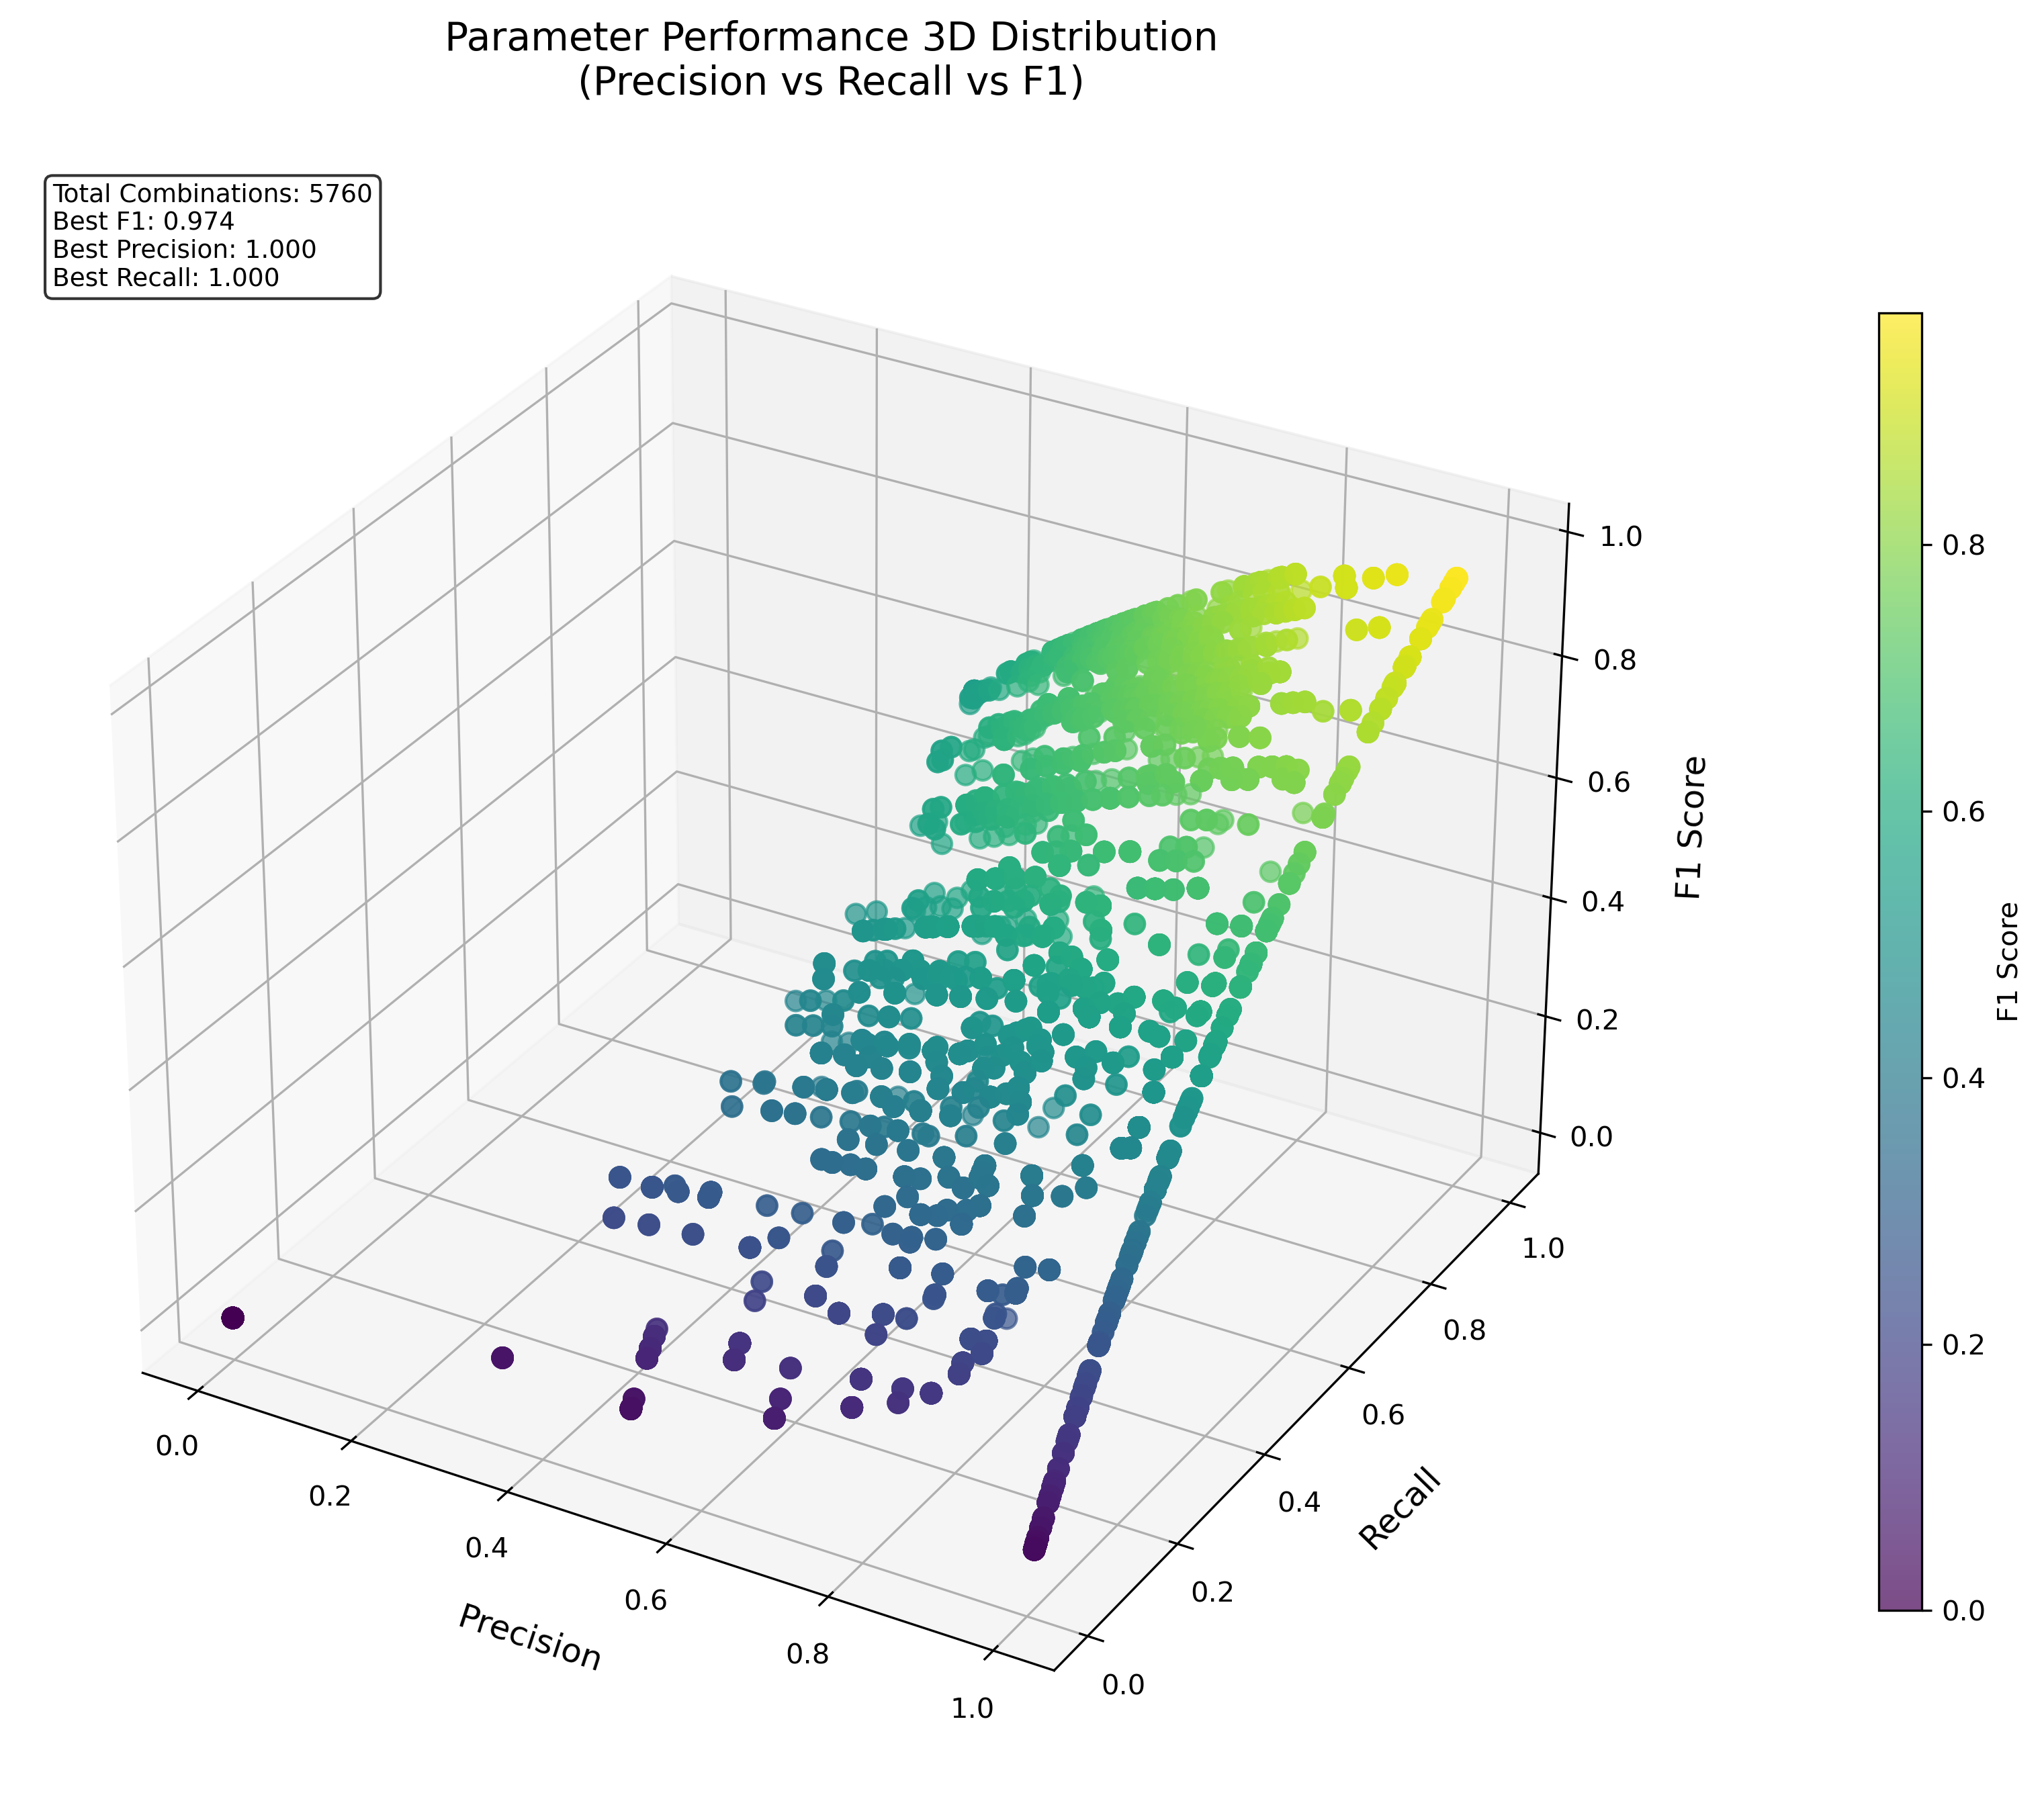 Parameter Performance 3D Distribution
(Precision vs Recall vs F1)
Total Combinations: 5760
Best F1: 0.974
Best Precision: 1.000
Best Recall: 1.000
1.0
0.8
0.6
0.4
0.2
0.0
F1 Score
0.0
0.2
0.4
0.6
0.8
1.0
Precision
0.0
0.2
0.4
0.6
0.8
1.0
Recall
0.8
0.6
0.4
0.2
0.0
F1 Score